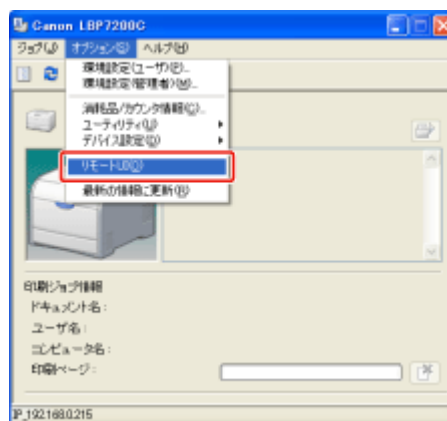 Canon LBP7200C
ジョブ(J) オプション(S) ヘルプ(H)
環境設定(ユーザ)(P)...
環境設定(管理者)(M)...
消耗品/カウンタ情報(C)...
ユーティリティ(U)
デバイス設定(D)
リモートUI(O)
最新の情報に更新(R)
印刷ジョブ情報
ドキュメント名:
ユーザ名:
コンピュータ名:
印刷ページ:
IP_192.168.0.215